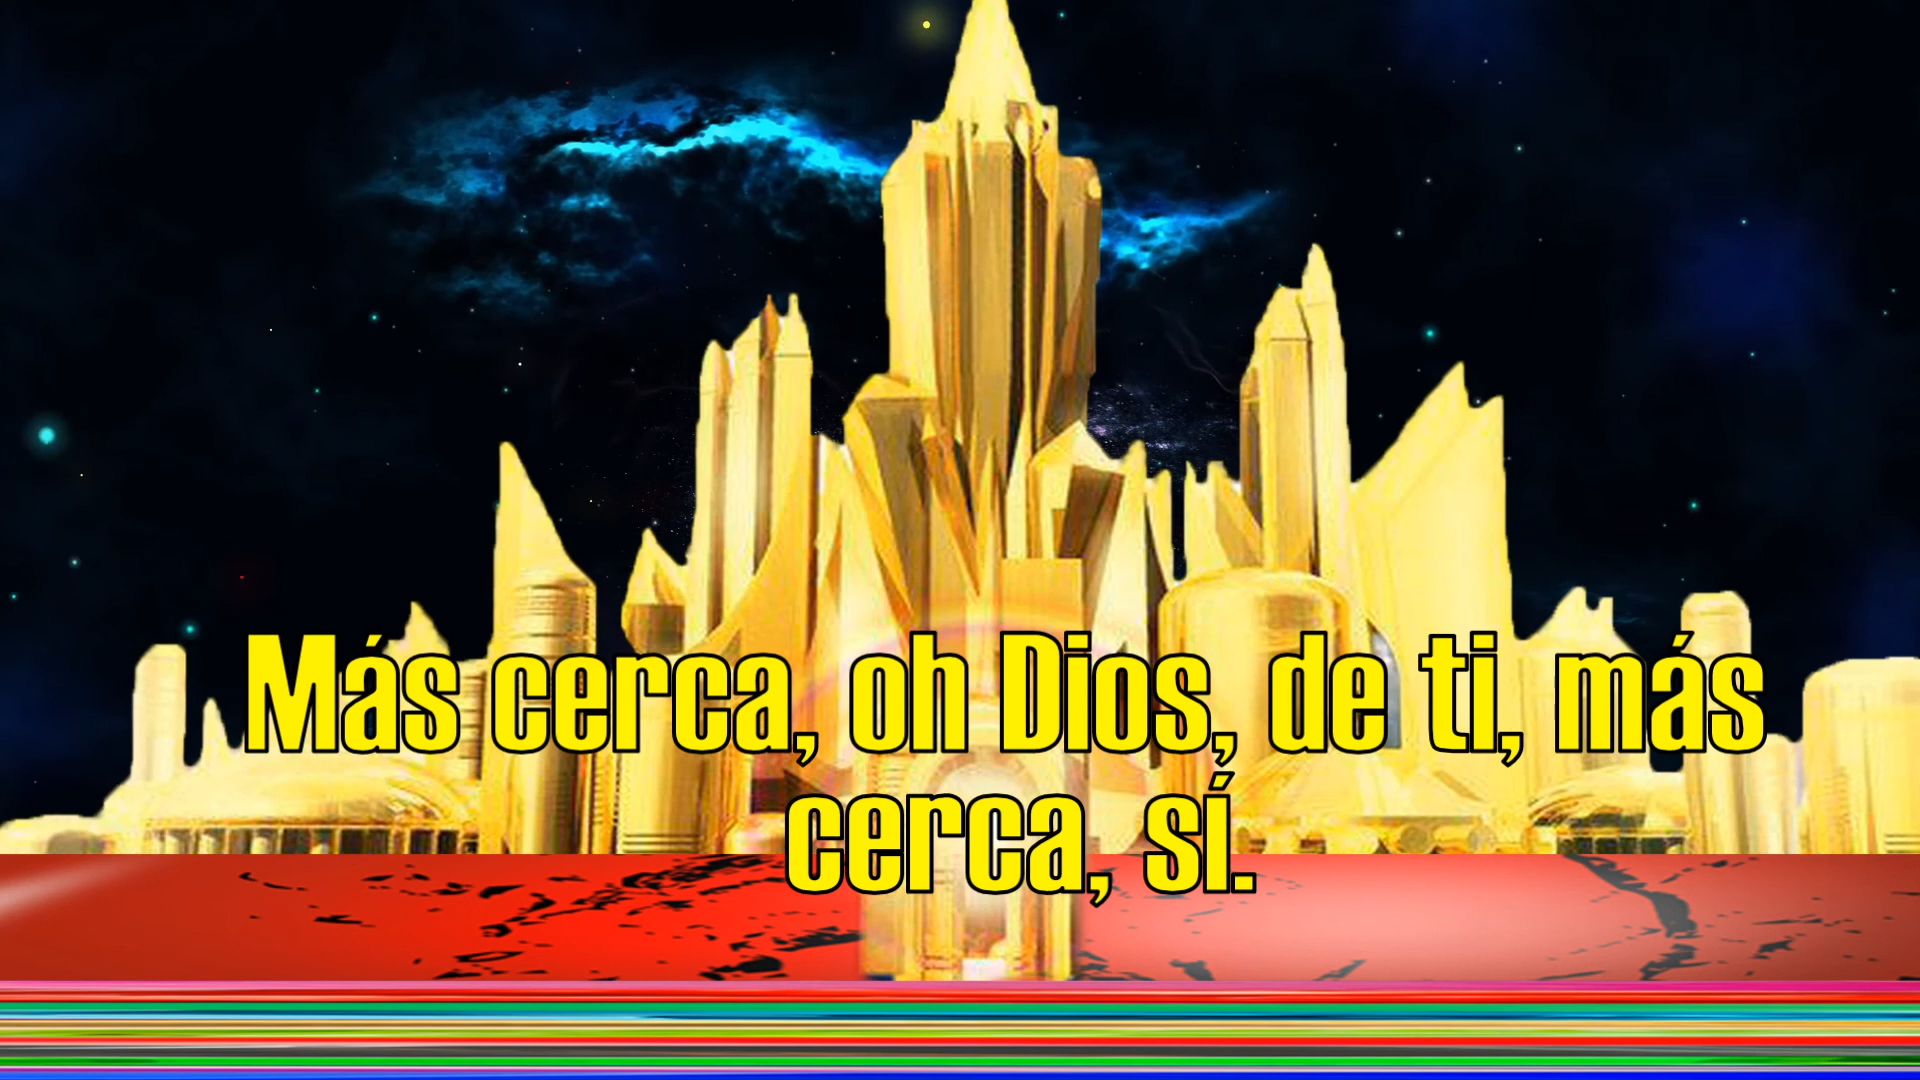 Más cerca, oh Dios, de ti, más
cerca, sí.